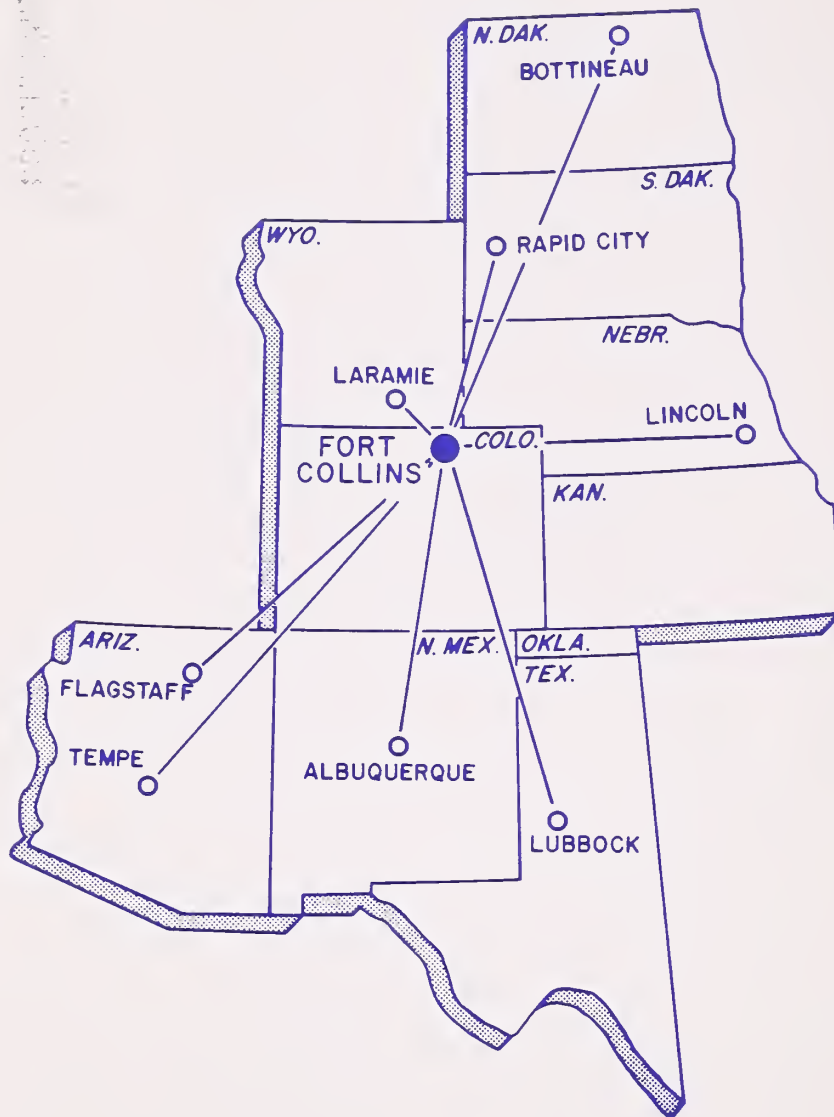 N. DAK.
BOTTINEAU
S. DAK.
WYO.
RAPID CITY
NEBR.
LARAMIE
LINCOLN
FORT
COLLINS
COLO.
KAN.
ARIZ.
N. MEX.
OKLA.
TEX.
FLAGSTAFF
TEMPE
ALBUQUERQUE
LUBBOCK